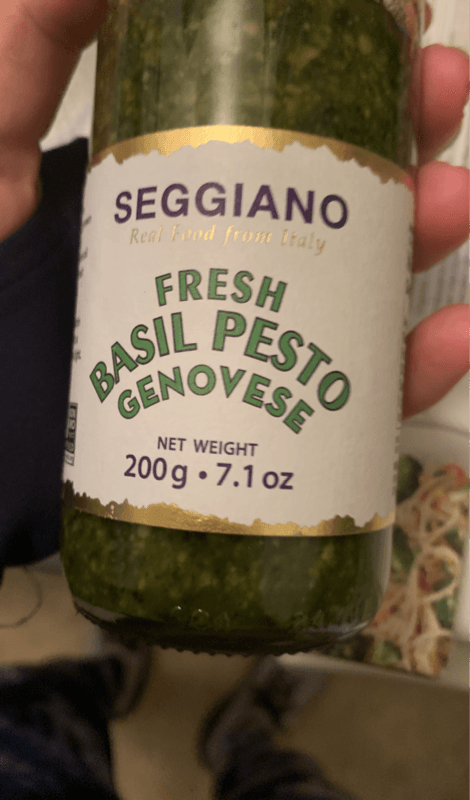 SEGGIANO
Real Food from Italy
FRESH
BASIL PESTO
GENOVESE
NET WEIGHT
200g • 7.1 oz